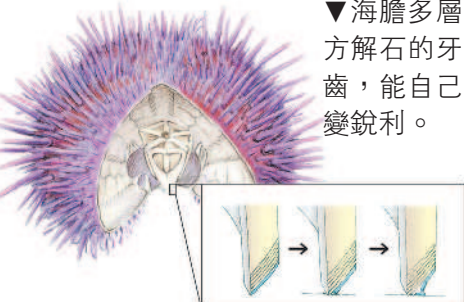 ▼海膽多層
方解石的牙
齒，能自己
變銳利。